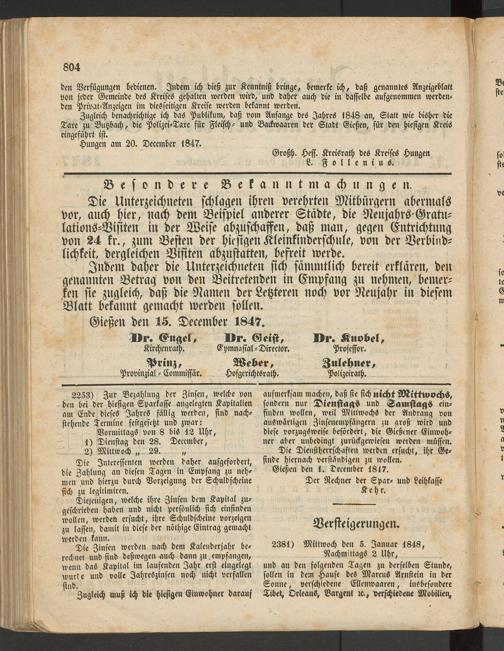 804
den Verfügungen bedienen. Indem ich dieß zur Kenntniß bringe, bemerke ich, daß genanntes Anzeigeblatt
von jeder Gemeinde des Kreises gehalten werden wird, und daher auch die in dasselbe aufgenommen werden-
den Privat-Anzeigen im diesseitigen Kreise werden bekannt werden.
Zugleich benachrichtige ich das Publikum, daß vom Anfange des Jahres 1848 an, Statt wie bisher die
Taxe zu Butzbach, die Polizei-Taxe für Fleisch- und Backwaaren der Stadt Gießen, für den hiesigen Kreis
eingeführt ist.
Hungen am 20. December 1847.
Großh. Hess. Kreisrath des Kreises Hungen
L. Follenius.
Besondere Bekanntmachungen.
Die Unterzeichneten schlagen ihren verehrten Mitbürgern abermals
vor, auch hier, nach dem Beispiel anderer Städte, die Neujahrs-Gratu-
lations-Visiten in der Weise abzuschaffen, daß man, gegen Entrichtung
von 24 kr., zum Besten der hiesigen Kleinkinderschule, von der Verbind-
lichkeit, dergleichen Visiten abzustatten, befreit werde.
Indem daher die Unterzeichneten sich sämmtlich bereit erklären, den
genannten Betrag von den Beitretenden in Empfang zu nehmen, bemer-
ken sie zugleich, daß die Namen der Letzteren noch vor Neujahr in diesem
Blatt bekannt gemacht werden sollen.
Gießen den 15. December 1847.
Dr. Engel, Dr. Geist, Dr. Knobel,
Kirchenrath. Gymnasial-Director. Professor.
Prinz, Weber, Zulehner,
Provinzial-Commissär. Hofgerichtsrath. Polizeirath.
2253) Zur Bezahlung der Zinsen, welche von
den bei der hiesigen Sparkasse angelegten Kapitalien
am Ende dieses Jahres fällig werden, sind nach-
stehende Termine festgesetzt und zwar:
Vormittags von 8 bis 12 Uhr,
1) Dienstag den 28. December,
2) Mittwoch „ 29. „
Die Interessenten werden daher aufgefordert,
die Zahlung an diesen Tagen in Empfang zu neh-
men und hierzu durch Vorzeigung der Schuldscheine
sich zu legitimiren.
Diejenigen, welche ihre Zinsen dem Kapital zu-
geschrieben haben und nicht persönlich sich einfinden
wollen, werden ersucht, ihre Schuldscheine vorzeigen
zu lassen, damit in diese der nöthige Eintrag gemacht
werden kann.
Die Zinsen werden nach dem Kalenderjahr be-
rechnet und sind deßwegen auch dann zu empfangen,
wenn das Kapital im laufenden Jahr erst eingelegt
wurde und volle Jahreszinsen noch nicht verfallen
sind.
Zugleich muß ich die hiesigen Einwohner darauf
aufmerksam machen, daß sie sich nicht Mittwochs,
sondern nur Dienstags und Samstags ein-
finden wollen, weil Mittwochs der Andrang von
auswärtigen Zinsenempfängern zu groß wird und
diese vorzugsweise befördert, die Gießener Einwoh-
ner aber unbedingt zurückgewiesen werden müssen.
Die Dienstherrschaften werden ersucht, ihr Ge-
sinde hiernach verständigen zu wollen.
Gießen den 1. December 1847.
Der Rechner der Spar- und Leihkasse
Kehr.
Versteigerungen.
2381) Mittwoch den 5. Januar 1848,
Nachmittags 2 Uhr,
und an den folgenden Tagen zu derselben Stunde,
sollen in dem Hause des Marcus Arnstein in der
Sonne, verschiedene Ellenwaaren, insbesondere
Tibet, Orleans, Bargent ꝛc., verschiedene Mobilien,